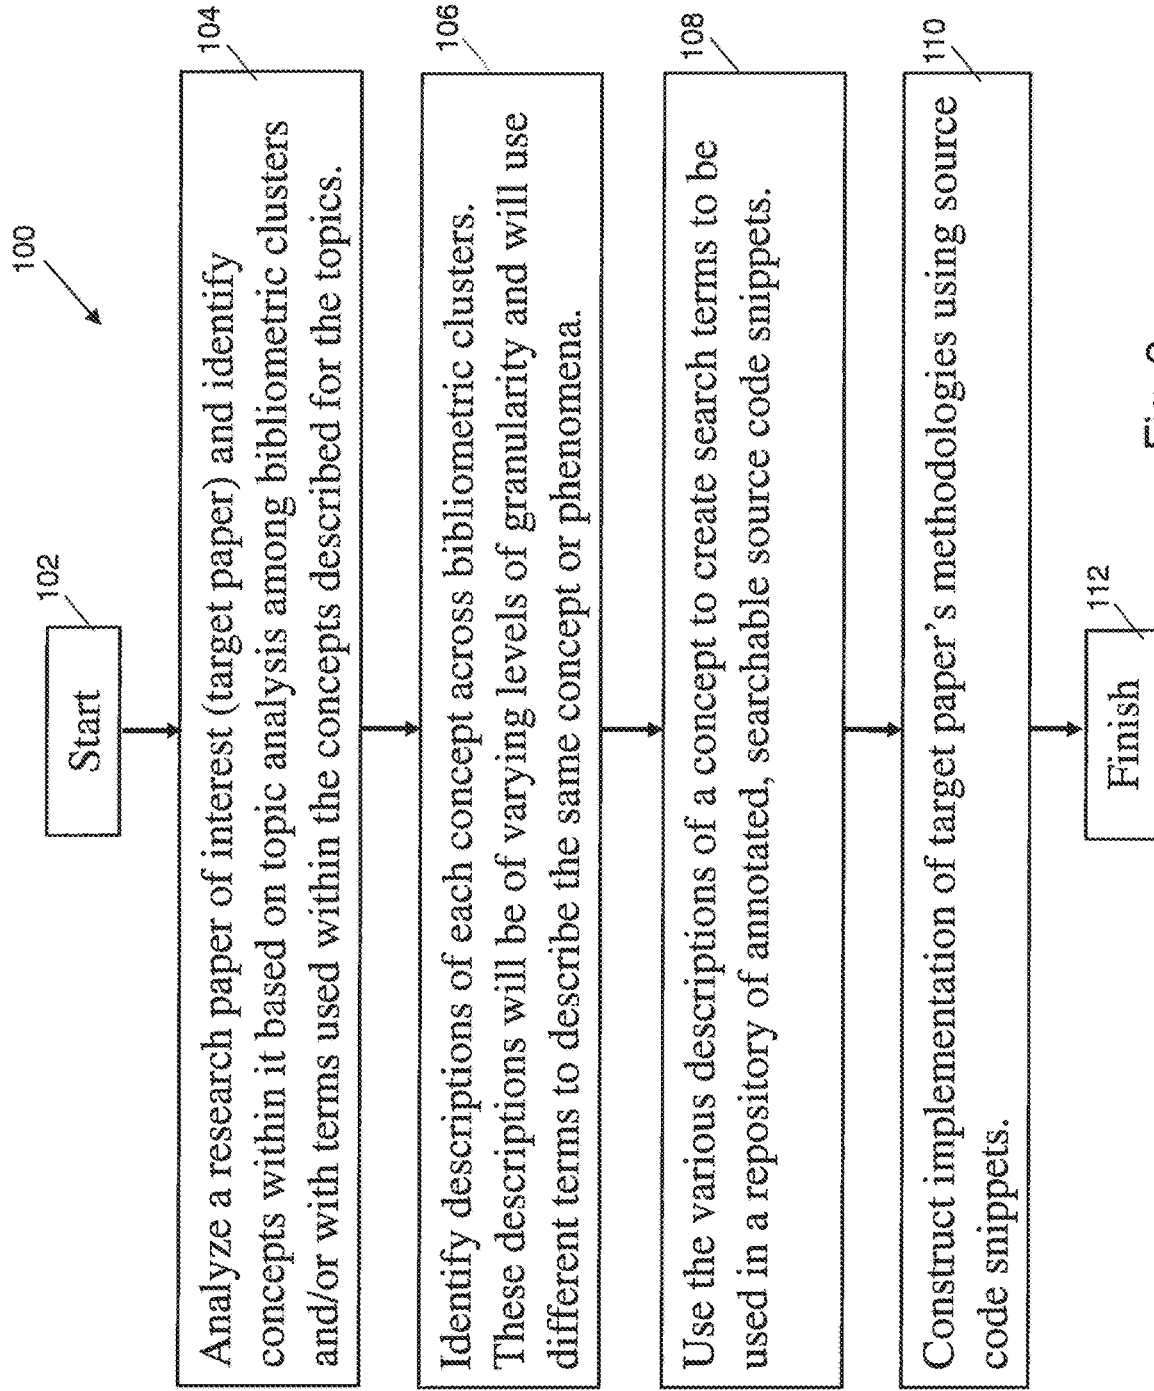 100
Start
102
Analyze a research paper of interest (target paper) and identify
concepts within it based on topic analysis among bibliometric clusters
and/or with terms used within the concepts described for the topics.
104
Identify descriptions of each concept across bibliometric clusters.
These descriptions will be of varying levels of granularity and will use
different terms to describe the same concept or phenomena.
106
Use the various descriptions of a concept to create search terms to be
used in a repository of annotated, searchable source code snippets.
108
Construct implementation of target paper's methodologies using source
code snippets.
110
Finish
112